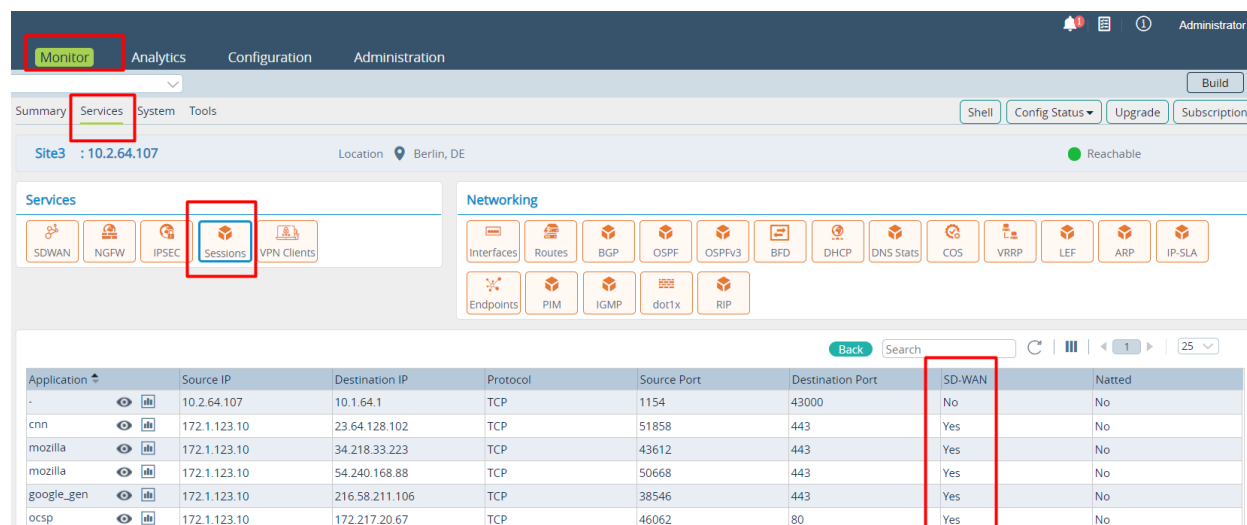 1 Administrator
Monitor Analytics Configuration Administration
Build
Summary Services System Tools Shell Config Status Upgrade Subscription
Site3 : 10.2.64.107 Location Berlin, DE Reachable
Services Networking
SDWAN NGFW IPSEC Sessions VPN Clients Interfaces Routes BGP OSPF OSPFv3 BFD DHCP DNS Stats COS VRRP LEF ARP IP-SLA
Endpoints PIM IGMP dot1x RIP
Back Search 1 25
Application Source IP Destination IP Protocol Source Port Destination Port SD-WAN Natted
- 10.2.64.107 10.1.64.1 TCP 1154 43000 No No
cnn 172.1.123.10 23.64.128.102 TCP 51858 443 Yes No
mozilla 172.1.123.10 34.218.33.223 TCP 43612 443 Yes No
mozilla 172.1.123.10 54.240.168.88 TCP 50668 443 Yes No
google_gen 172.1.123.10 216.58.211.106 TCP 38546 443 Yes No
ocsp 172.1.123.10 172.217.20.67 TCP 46062 80 Yes No